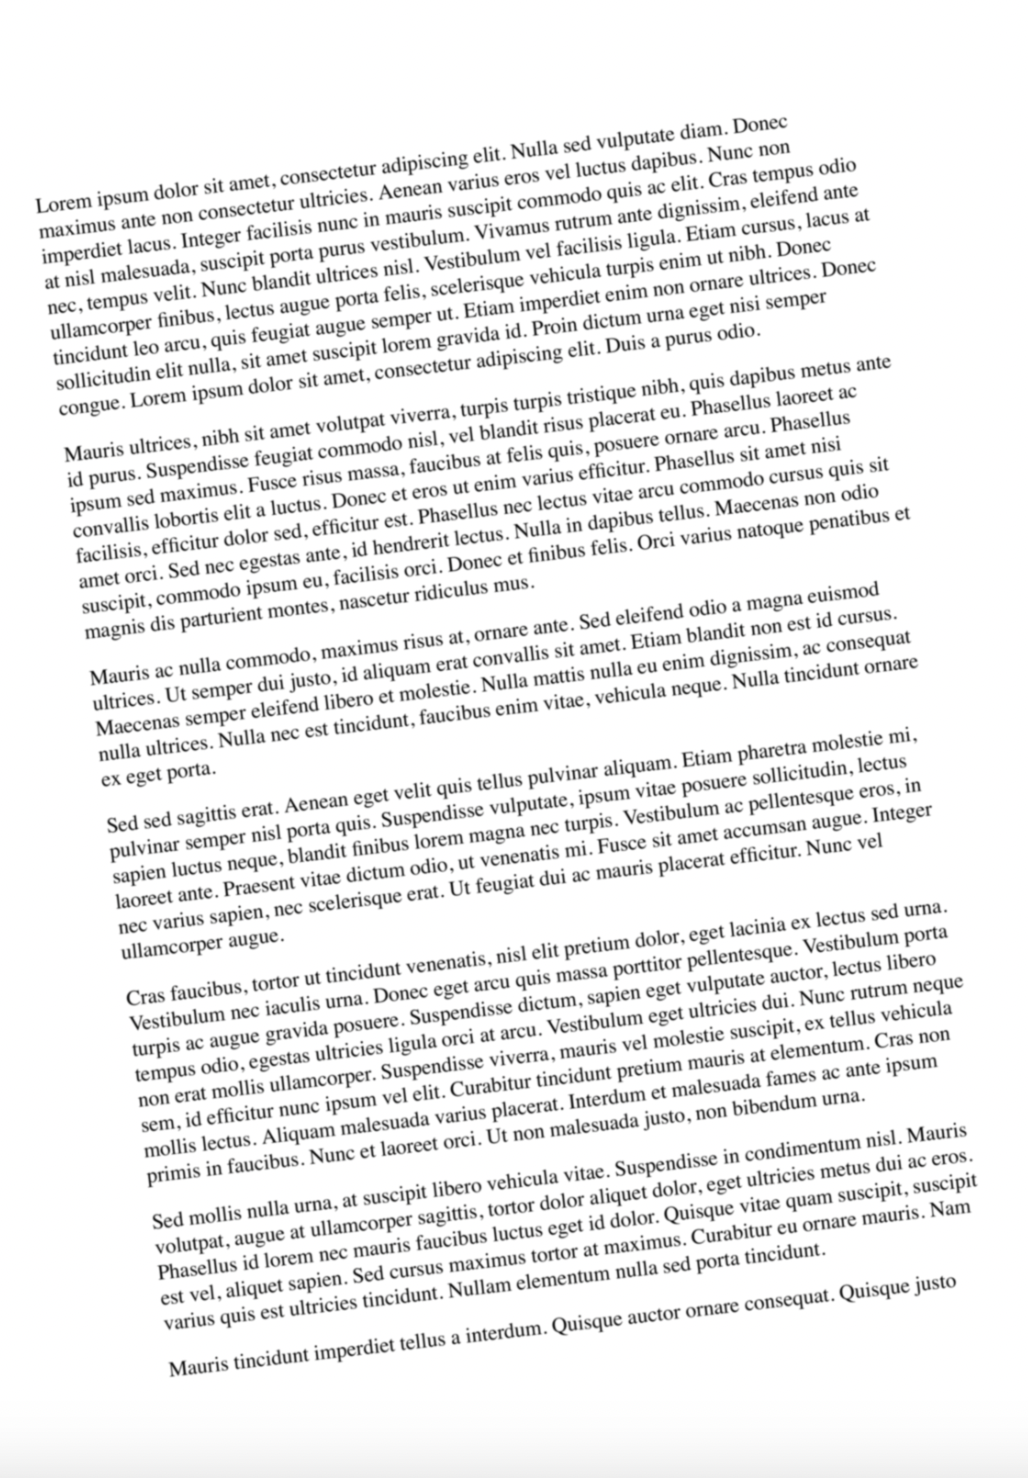 Lorem ipsum dolor sit amet, consectetur adipiscing elit. Nulla sed vulputate diam. Donec
maximus ante non consectetur ultricies. Aenean varius eros vel luctus dapibus. Nunc non
imperdiet lacus. Integer facilisis nunc in mauris suscipit commodo quis ac elit. Cras tempus odio
at nisl malesuada, suscipit porta purus vestibulum. Vivamus rutrum ante dignissim, eleifend ante
nec, tempus velit. Nunc blandit ultrices nisl. Vestibulum vel facilisis ligula. Etiam cursus, lacus at
ullamcorper finibus, lectus augue porta felis, scelerisque vehicula turpis enim ut nibh. Donec
tincidunt leo arcu, quis feugiat augue semper ut. Etiam imperdiet enim non ornare ultrices. Donec
sollicitudin elit nulla, sit amet suscipit lorem gravida id. Proin dictum urna eget nisi semper
congue. Lorem ipsum dolor sit amet, consectetur adipiscing elit. Duis a purus odio.
Mauris ultrices, nibh sit amet volutpat viverra, turpis turpis tristique nibh, quis dapibus metus ante
id purus. Suspendisse feugiat commodo nisl, vel blandit risus placerat eu. Phasellus laoreet ac
ipsum sed maximus. Fusce risus massa, faucibus at felis quis, posuere ornare arcu. Phasellus
convallis lobortis elit a luctus. Donec et eros ut enim varius efficitur. Phasellus sit amet nisi
facilisis, efficitur dolor sed, efficitur est. Phasellus nec lectus vitae arcu commodo cursus quis sit
amet orci. Sed nec egestas ante, id hendrerit lectus. Nulla in dapibus tellus. Maecenas non odio
suscipit, commodo ipsum eu, facilisis orci. Donec et finibus felis. Orci varius natoque penatibus et
magnis dis parturient montes, nascetur ridiculus mus.
Mauris ac nulla commodo, maximus risus at, ornare ante. Sed eleifend odio a magna euismod
ultrices. Ut semper dui justo, id aliquam erat convallis sit amet. Etiam blandit non est id cursus.
Maecenas semper eleifend libero et molestie. Nulla mattis nulla eu enim dignissim, ac consequat
nulla ultrices. Nulla nec est tincidunt, faucibus enim vitae, vehicula neque. Nulla tincidunt ornare
ex eget porta.
Sed sed sagittis erat. Aenean eget velit quis tellus pulvinar aliquam. Etiam pharetra molestie mi,
pulvinar semper nisl porta quis. Suspendisse vulputate, ipsum vitae posuere sollicitudin, lectus
sapien luctus neque, blandit finibus lorem magna nec turpis. Vestibulum ac pellentesque eros, in
laoreet ante. Praesent vitae dictum odio, ut venenatis mi. Fusce sit amet accumsan augue. Integer
nec varius sapien, nec scelerisque erat. Ut feugiat dui ac mauris placerat efficitur. Nunc vel
ullamcorper augue.
Cras faucibus, tortor ut tincidunt venenatis, nisl elit pretium dolor, eget lacinia ex lectus sed urna.
Vestibulum nec iaculis urna. Donec eget arcu quis massa porttitor pellentesque. Vestibulum porta
turpis ac augue gravida posuere. Suspendisse dictum, sapien eget vulputate auctor, lectus libero
tempus odio, egestas ultricies ligula orci at arcu. Vestibulum eget ultricies dui. Nunc rutrum neque
non erat mollis ullamcorper. Suspendisse viverra, mauris vel molestie suscipit, ex tellus vehicula
sem, id efficitur nunc ipsum vel elit. Curabitur tincidunt pretium mauris at elementum. Cras non
mollis lectus. Aliquam malesuada varius placerat. Interdum et malesuada fames ac ante ipsum
primis in faucibus. Nunc et laoreet orci. Ut non malesuada justo, non bibendum urna.
Sed mollis nulla urna, at suscipit libero vehicula vitae. Suspendisse in condimentum nisl. Mauris
volutpat, augue at ullamcorper sagittis, tortor dolor aliquet dolor, eget ultricies metus dui ac eros.
Phasellus id lorem nec mauris faucibus luctus eget id dolor. Quisque vitae quam suscipit, suscipit
est vel, aliquet sapien. Sed cursus maximus tortor at maximus. Curabitur eu ornare mauris. Nam
varius quis est ultricies tincidunt. Nullam elementum nulla sed porta tincidunt.
Mauris tincidunt imperdiet tellus a interdum. Quisque auctor ornare consequat. Quisque justo